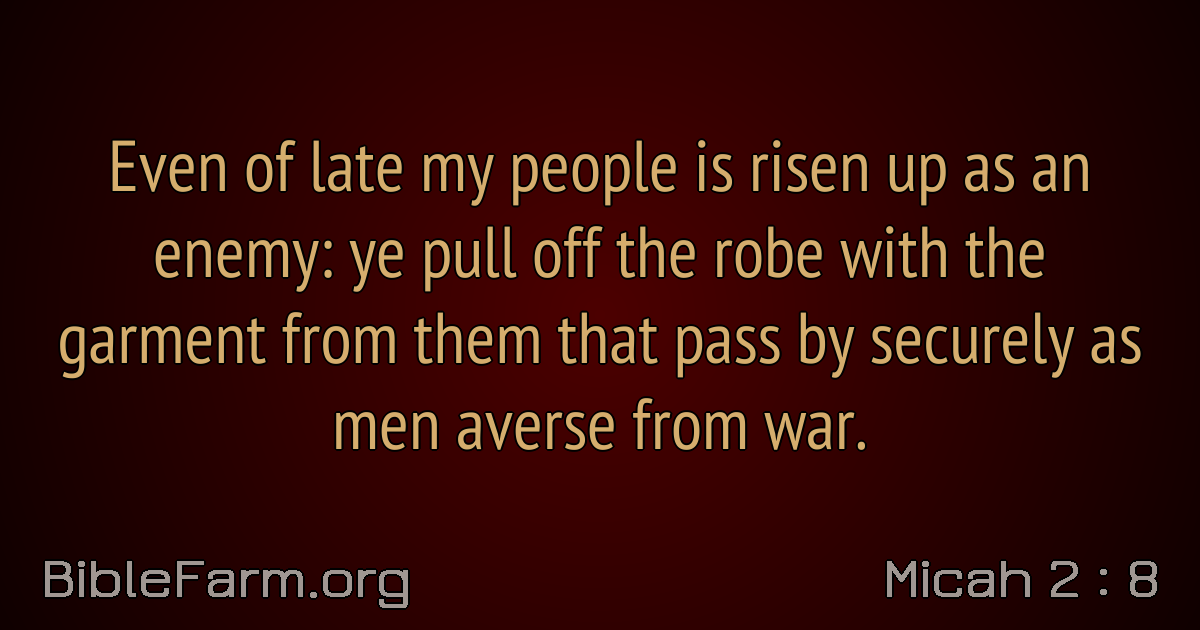 Even of late my people is risen up as an
enemy: ye pull off the robe with the
garment from them that pass by securely as
men averse from war.
BibleFarm.org
Micah 2 : 8